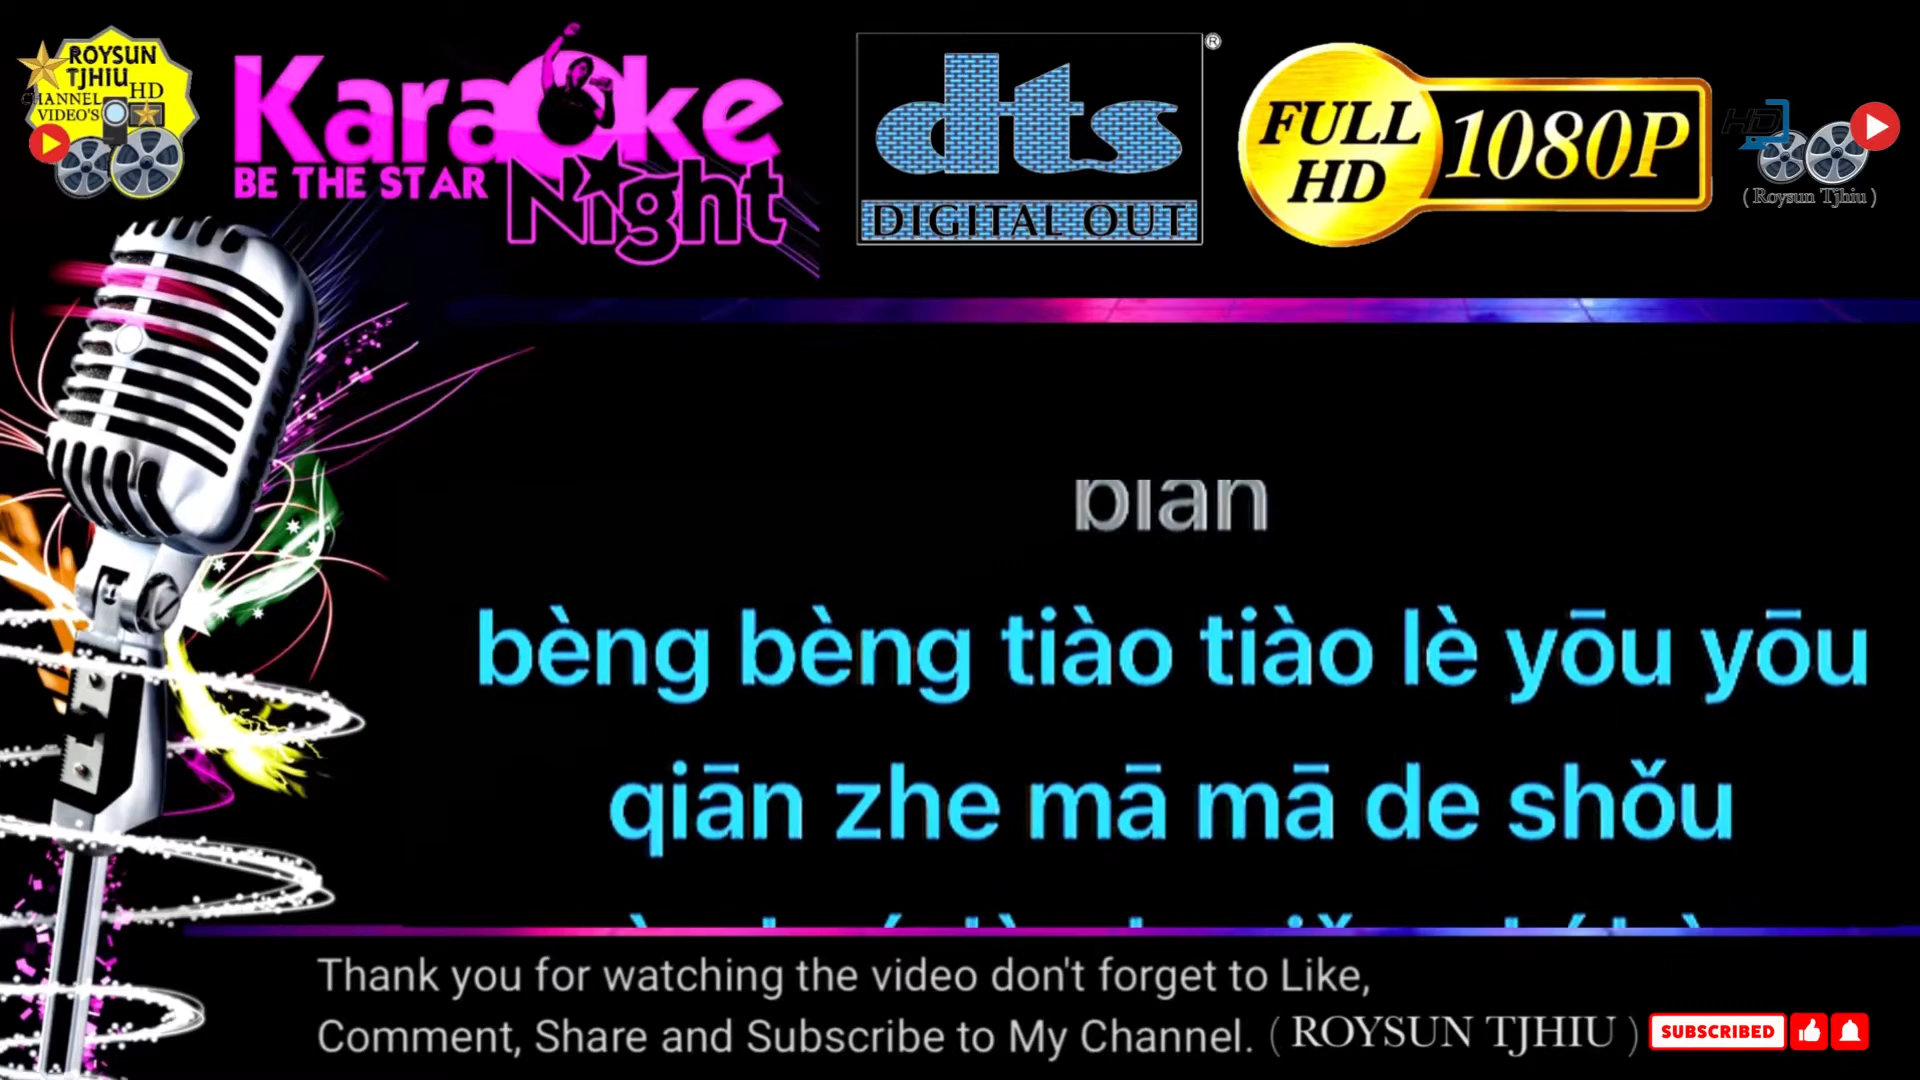 ROYSUN
TJHIU HD
CHANNEL
VIDEO'S
Karaoke
BE THE STAR
Night
dts
®
DIGITAL OUT
FULL
HD
1080P
HD
( Roysun Tjhiu )
bèng bèng tiào tiào lè yōu yōu
qiān zhe mā mā de shǒu
Thank you for watching the video don't forget to Like,
Comment, Share and Subscribe to My Channel. ( ROYSUN TJHIU )
SUBSCRIBED